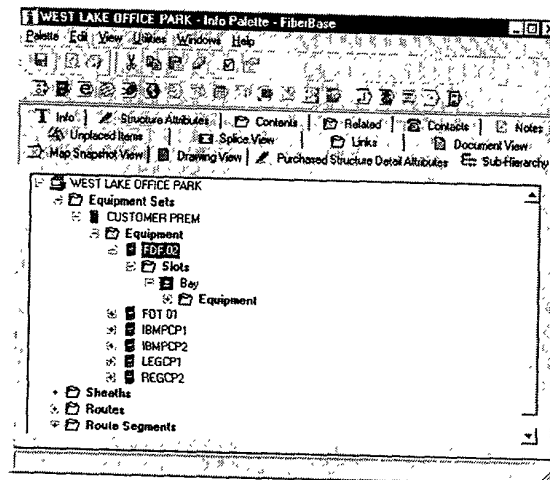 WEST LAKE OFFICE PARK - Info Palette - FiberBase
Palette Edit View Utilities Windows Help
Info Structure Attributes Contents Related Contacts Notes
Unplaced Items Splice View Links Document View
Map Snapshot View Drawing View Purchased Structure Detail Attributes Sub-Hierarchy
WEST LAKE OFFICE PARK
Equipment Sets
CUSTOMER PREM
Equipment
FDF.02
Slots
Bay
Equipment
FDT 01
IBMPCP1
IBMPCP2
LEGCP1
REGCP2
Sheaths
Routes
Route Segments